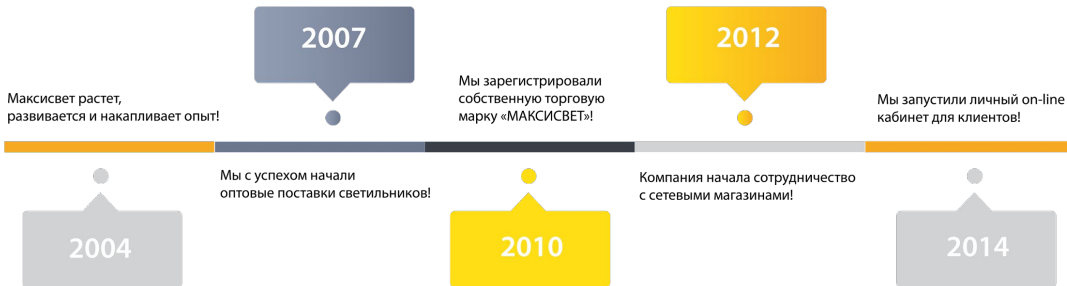 2004
Максисвет растет,
развивается и накапливает опыт!
2007
Мы с успехом начали
оптовые поставки светильников!
2010
Мы зарегистрировали
собственную торговую
марку «МАКСИСВЕТ»!
2012
Компания начала сотрудничество
с сетевыми магазинами!
2014
Мы запустили личный on-line
кабинет для клиентов!